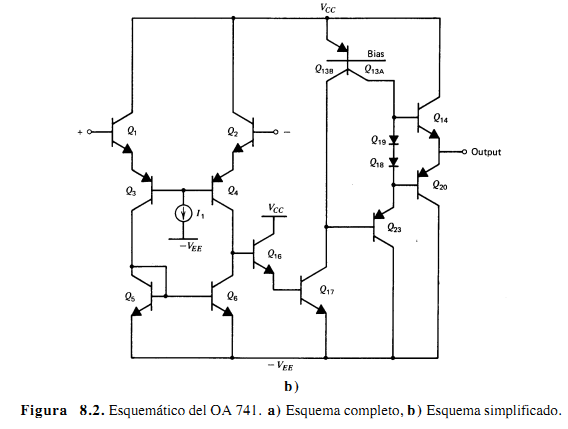 V_CC
Bias
Q_13B
Q_13A
+
Q_1
Q_2
−
Q_14
Q_19
Output
Q_18
Q_3
Q_4
Q_20
I_1
V_CC
−V_EE
Q_23
Q_16
Q_5
Q_6
Q_17
− V_EE
b)
Figura 8.2. Esquemático del OA 741. a) Esquema completo, b) Esquema simplificado.